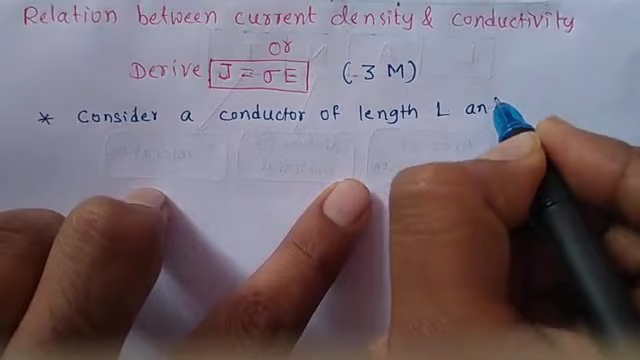 Relation between current density & conductivity
or
Derive J = σE (-3 M)
* Consider a conductor of length L an